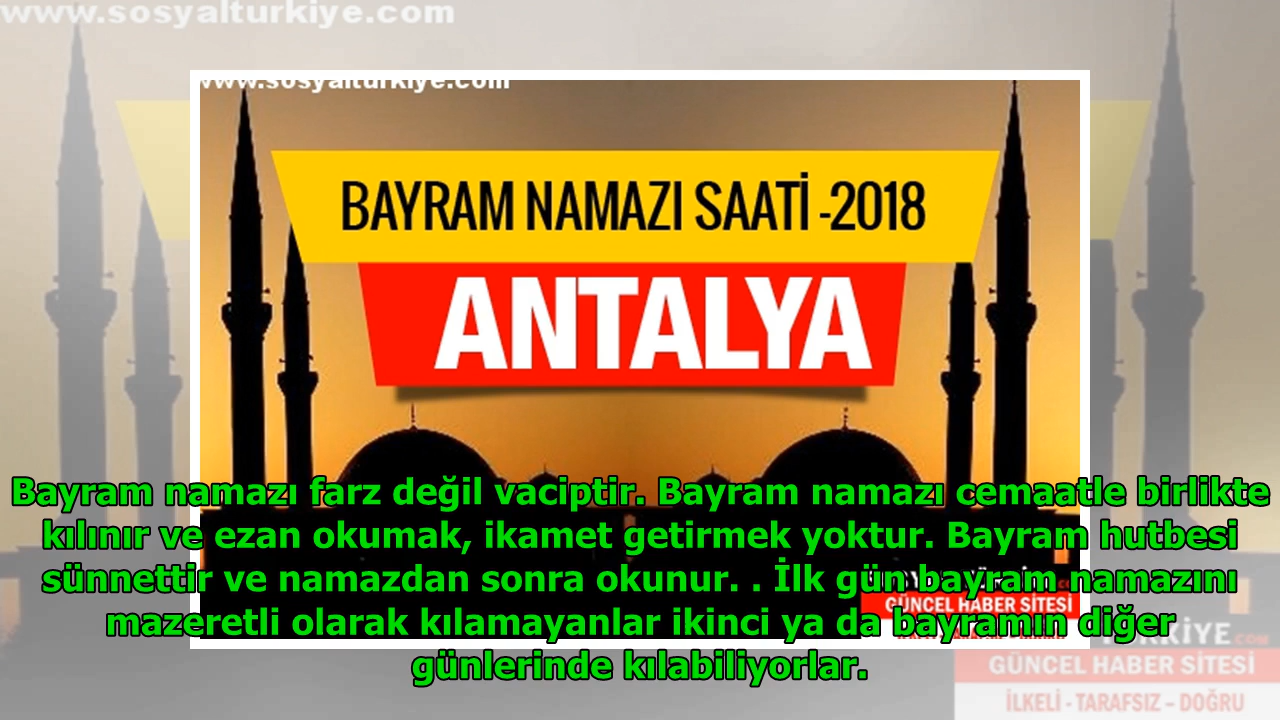 www.sosyalturkiye.com
www.sosyalturkiye.com
BAYRAM NAMAZI SAATİ -2018
ANTALYA
Bayram namazı farz değil vaciptir. Bayram namazı cemaatle birlikte
kılınır ve ezan okumak, ikamet getirmek yoktur. Bayram hutbesi
sünnettir ve namazdan sonra okunur. . İlk gün bayram namazını
GÜNCEL HABER SİTESİ
mazeretli olarak kılamayanlar ikinci ya da bayramın diğer
günlerinde kılabiliyorlar.
GÜNCEL HABER SİTESİ
İLKELİ - TARAFSIZ – DOĞRU